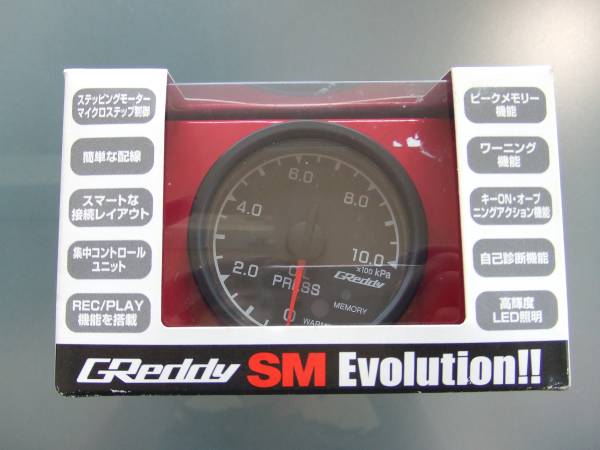 ステッピングモーター
マイクロステップ制御
簡単な配線
スマートな
接続レイアウト
集中コントロール
ユニット
REC/PLAY
機能を搭載
ピークメモリー
機能
ワーニング
機能
キーON・オープ
ニングアクション機能
自己診断機能
高輝度
LED照明
6.0
8.0
4.0
10.0
x100 kPa
2.0
GReddy
PRESS
MEMORY
0
GReddy SM Evolution!!